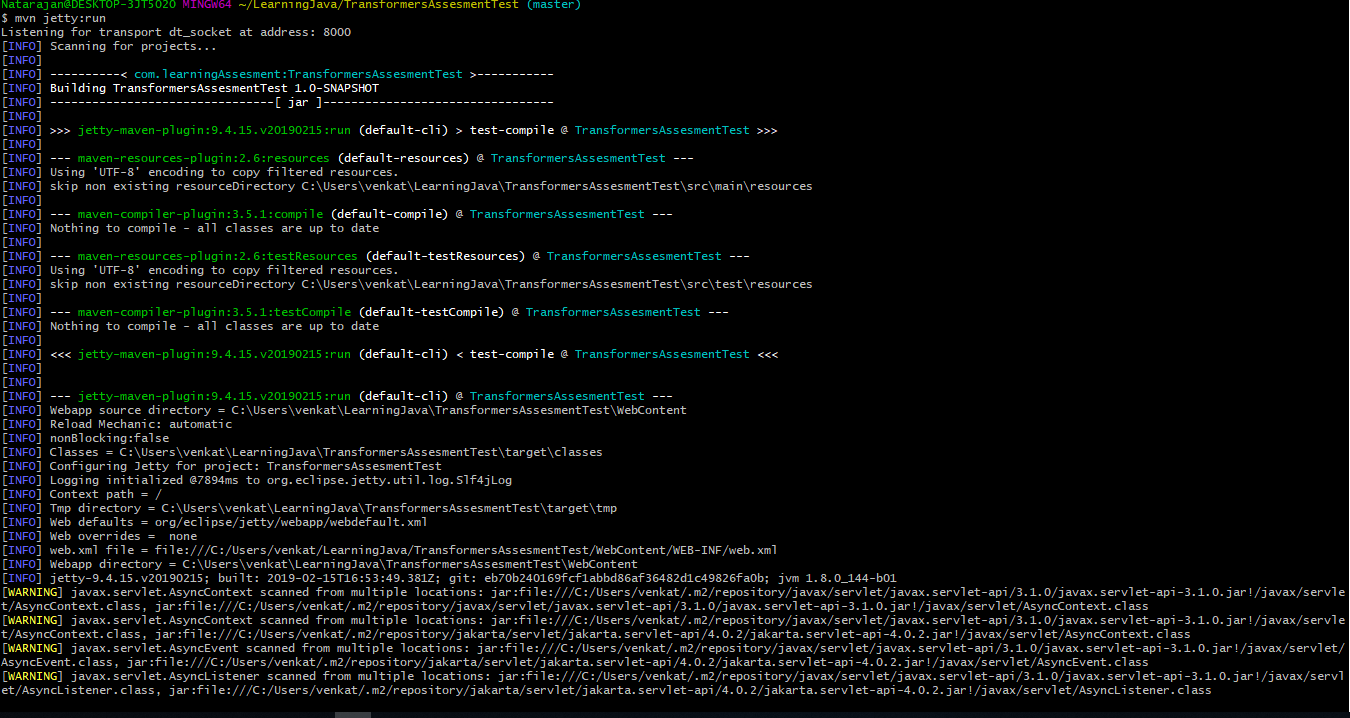 Natarajan@DESKTOP-3JT5020 MINGW64 ~/LearningJava/TransformersAssesmentTest (master)
$ mvn jetty:run
Listening for transport dt_socket at address: 8000
[INFO] Scanning for projects...
[INFO]
[INFO] ----------< com.learningAssesment:TransformersAssesmentTest >-----------
[INFO] Building TransformersAssesmentTest 1.0-SNAPSHOT
[INFO] --------------------------------[ jar ]---------------------------------
[INFO]
[INFO] >>> jetty-maven-plugin:9.4.15.v20190215:run (default-cli) > test-compile @ TransformersAssesmentTest >>>
[INFO]
[INFO] --- maven-resources-plugin:2.6:resources (default-resources) @ TransformersAssesmentTest ---
[INFO] Using 'UTF-8' encoding to copy filtered resources.
[INFO] skip non existing resourceDirectory C:\Users\venkat\LearningJava\TransformersAssesmentTest\src\main\resources
[INFO]
[INFO] --- maven-compiler-plugin:3.5.1:compile (default-compile) @ TransformersAssesmentTest ---
[INFO] Nothing to compile - all classes are up to date
[INFO]
[INFO] --- maven-resources-plugin:2.6:testResources (default-testResources) @ TransformersAssesmentTest ---
[INFO] Using 'UTF-8' encoding to copy filtered resources.
[INFO] skip non existing resourceDirectory C:\Users\venkat\LearningJava\TransformersAssesmentTest\src\test\resources
[INFO]
[INFO] --- maven-compiler-plugin:3.5.1:testCompile (default-testCompile) @ TransformersAssesmentTest ---
[INFO] Nothing to compile - all classes are up to date
[INFO]
[INFO] <<< jetty-maven-plugin:9.4.15.v20190215:run (default-cli) < test-compile @ TransformersAssesmentTest <<<
[INFO]
[INFO]
[INFO] --- jetty-maven-plugin:9.4.15.v20190215:run (default-cli) @ TransformersAssesmentTest ---
[INFO] Webapp source directory = C:\Users\venkat\LearningJava\TransformersAssesmentTest\WebContent
[INFO] Reload Mechanic: automatic
[INFO] nonBlocking:false
[INFO] Classes = C:\Users\venkat\LearningJava\TransformersAssesmentTest\target\classes
[INFO] Configuring Jetty for project: TransformersAssesmentTest
[INFO] Logging initialized @7894ms to org.eclipse.jetty.util.log.Slf4jLog
[INFO] Context path = /
[INFO] Tmp directory = C:\Users\venkat\LearningJava\TransformersAssesmentTest\target\tmp
[INFO] Web defaults = org/eclipse/jetty/webapp/webdefault.xml
[INFO] Web overrides =  none
[INFO] web.xml file = file:///C:/Users/venkat/LearningJava/TransformersAssesmentTest/WebContent/WEB-INF/web.xml
[INFO] Webapp directory = C:\Users\venkat\LearningJava\TransformersAssesmentTest\WebContent
[INFO] jetty-9.4.15.v20190215; built: 2019-02-15T16:53:49.381Z; git: eb70b240169fcf1abbd86af36482d1c49826fa0b; jvm 1.8.0_144-b01
[WARNING] javax.servlet.AsyncContext scanned from multiple locations: jar:file:///C:/Users/venkat/.m2/repository/javax/servlet/javax.servlet-api/3.1.0/javax.servlet-api-3.1.0.jar!/javax/servle
t/AsyncContext.class, jar:file:///C:/Users/venkat/.m2/repository/javax/servlet/javax.servlet-api/3.1.0/javax.servlet-api-3.1.0.jar!/javax/servlet/AsyncContext.class
[WARNING] javax.servlet.AsyncContext scanned from multiple locations: jar:file:///C:/Users/venkat/.m2/repository/javax/servlet/javax.servlet-api/3.1.0/javax.servlet-api-3.1.0.jar!/javax/servle
t/AsyncContext.class, jar:file:///C:/Users/venkat/.m2/repository/jakarta/servlet/jakarta.servlet-api/4.0.2/jakarta.servlet-api-4.0.2.jar!/javax/servlet/AsyncContext.class
[WARNING] javax.servlet.AsyncEvent scanned from multiple locations: jar:file:///C:/Users/venkat/.m2/repository/javax/servlet/javax.servlet-api/3.1.0/javax.servlet-api-3.1.0.jar!/javax/servlet/
AsyncEvent.class, jar:file:///C:/Users/venkat/.m2/repository/jakarta/servlet/jakarta.servlet-api/4.0.2/jakarta.servlet-api-4.0.2.jar!/javax/servlet/AsyncEvent.class
[WARNING] javax.servlet.AsyncListener scanned from multiple locations: jar:file:///C:/Users/venkat/.m2/repository/javax/servlet/javax.servlet-api/3.1.0/javax.servlet-api-3.1.0.jar!/javax/servl
et/AsyncListener.class, jar:file:///C:/Users/venkat/.m2/repository/jakarta/servlet/jakarta.servlet-api/4.0.2/jakarta.servlet-api-4.0.2.jar!/javax/servlet/AsyncListener.class